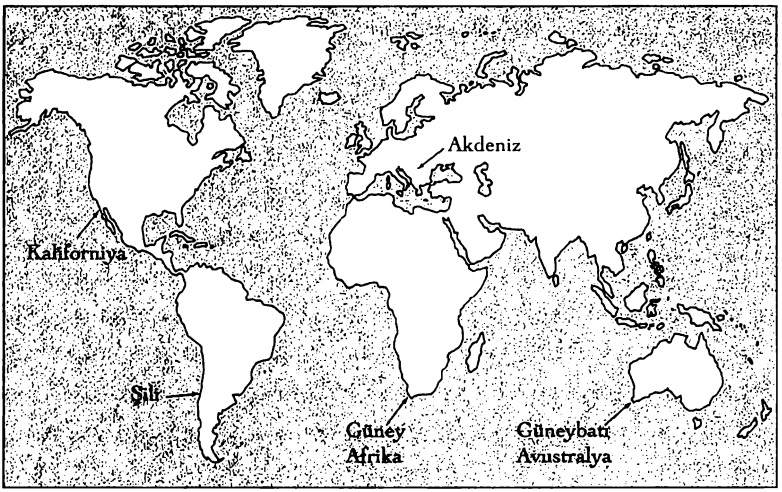 Akdeniz
Kaliforniya
Şili
Güney
Afrika
Güneybatı
Avustralya